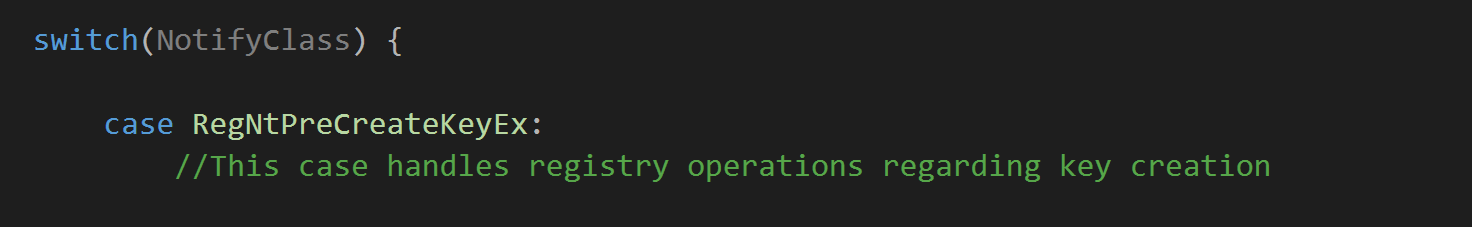 switch(NotifyClass) {
case RegNtPreCreateKeyEx:
//This case handles registry operations regarding key creation